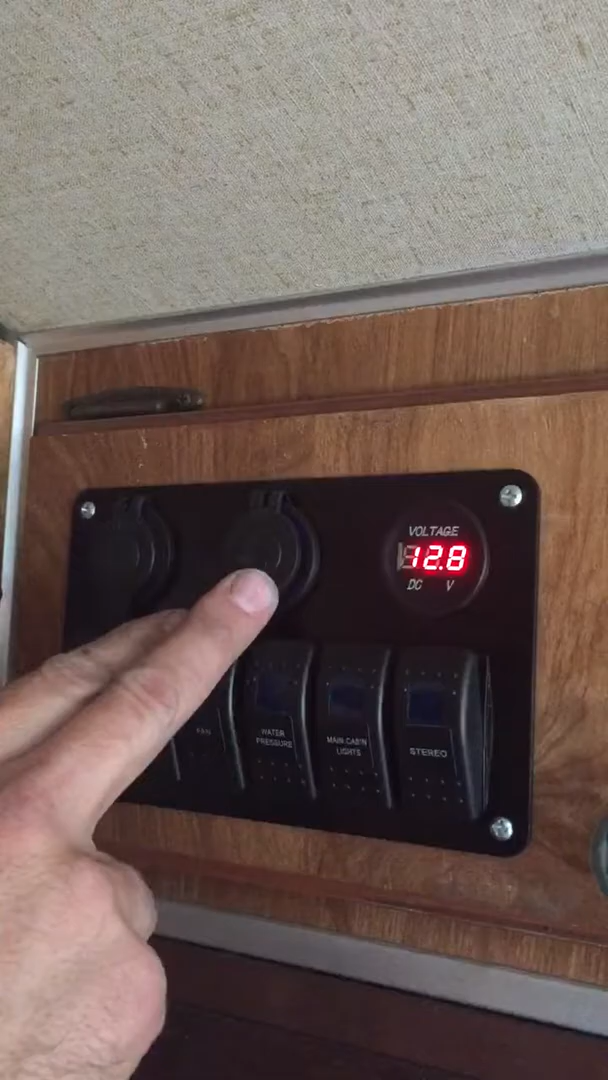 VOLTAGE
12.8
DC V
FAN
WATER
PRESSURE
MAIN CABIN
LIGHTS
STEREO